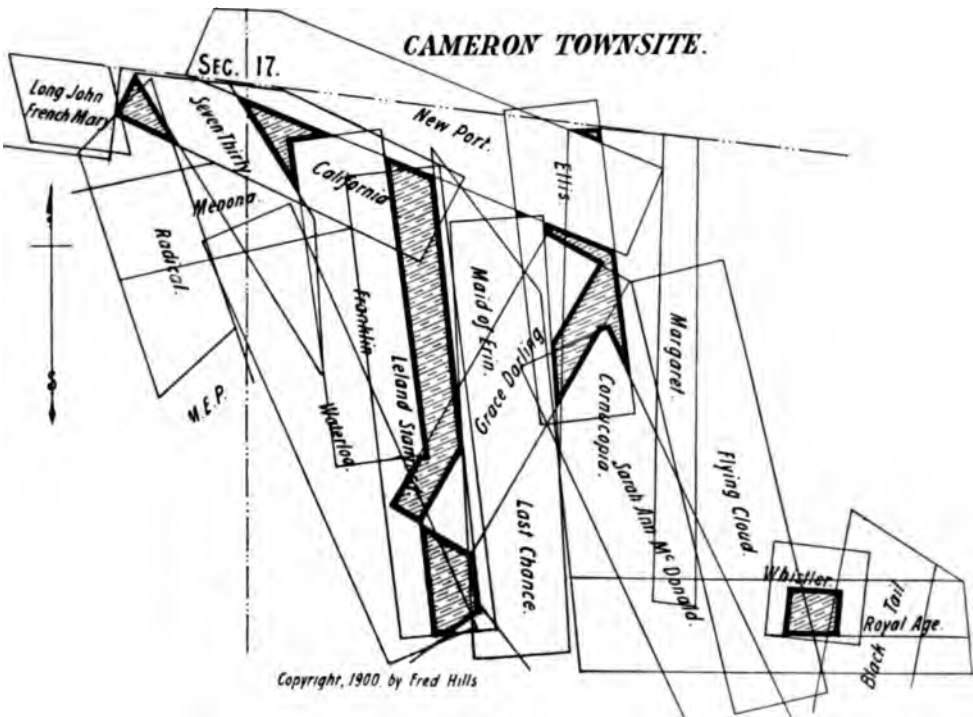 CAMERON TOWNSITE.
SEC. 17.
Long John
French Mary
Seven Thirty
New Port.
California
Ellis.
Menona.
Radical.
Franklin
Maid of Erin.
Grace Darling
Margaret.
Leland
M.E.P.
Waterloo.
Cornucopia.
Sarah Ann McDonald.
Flying Cloud.
Last Chance.
Whistler.
Black Tail
Royal Age.
Copyright, 1900 by Fred Hills